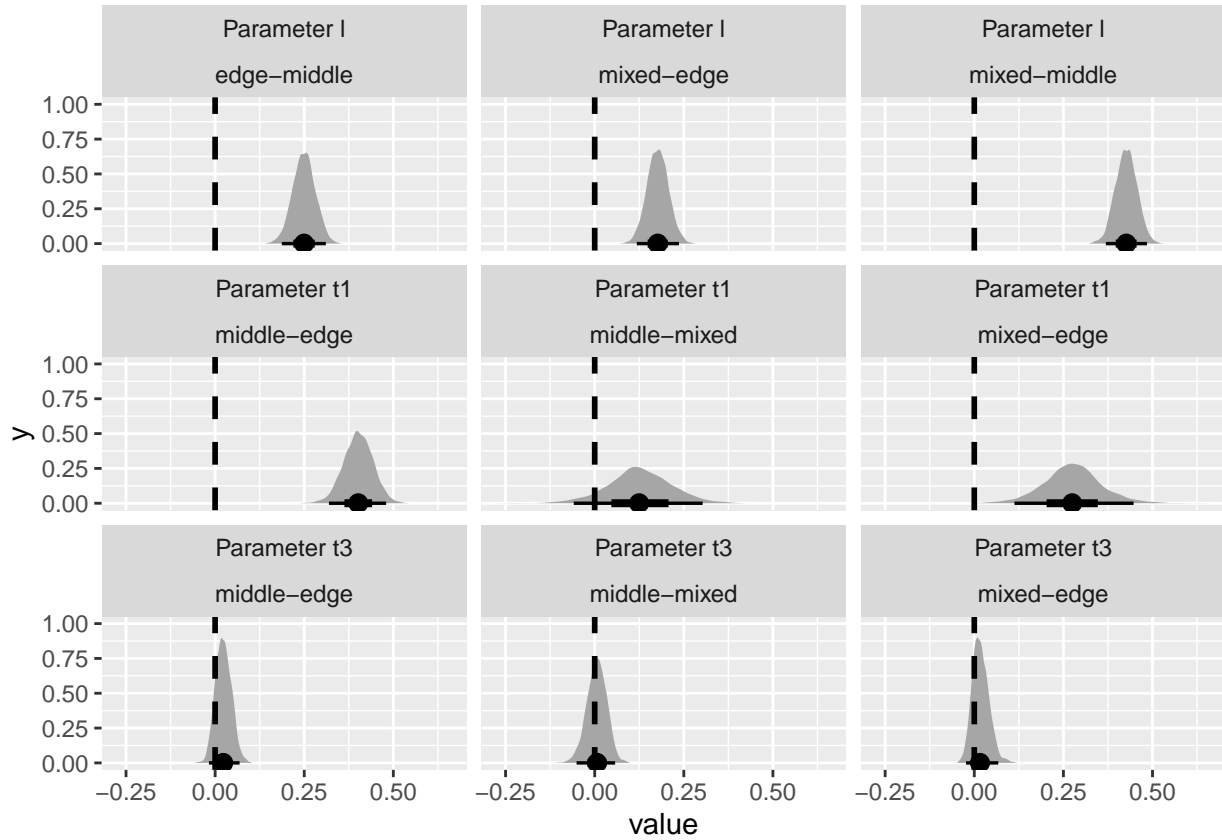 Parameter l Parameter l Parameter l
edge−middle mixed−edge mixed−middle
1.00
0.75
0.50
0.25
0.00
Parameter t1 Parameter t1 Parameter t1
middle−edge middle−mixed mixed−edge
1.00
0.75
0.50
0.25
0.00
y
Parameter t3 Parameter t3 Parameter t3
middle−edge middle−mixed mixed−edge
1.00
0.75
0.50
0.25
0.00
−0.25 0.00 0.25 0.50 −0.25 0.00 0.25 0.50 −0.25 0.00 0.25 0.50
value